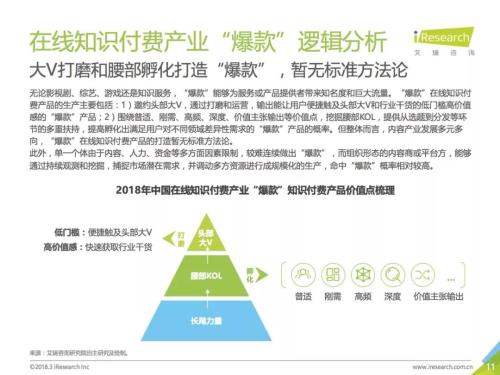 在线知识付费产业“爆款”逻辑分析
iResearch
艾瑞咨询
大V打磨和腰部孵化打造“爆款”，暂无标准方法论
无论影视剧、综艺、游戏还是知识服务，“爆款”能够为服务或产品提供者带来知名度和巨大流量。“爆款”在线知识付
费产品的生产主要包括：1）邀约头部大V，通过打磨和运营，输出能让用户便捷触及头部大V和行业干货的低门槛高价值
感的“爆款”产品；2）围绕普适、刚需、高频、深度、价值主张输出等价值点，挖掘腰部KOL，提供从选题到分发等环
节的多重扶持，提高孵化出满足用户对不同领域差异性需求的“爆款”产品的概率。但整体而言，内容产业发展多元多
向，“爆款”在线知识付费产品的打造暂无标准方法论。
此外，单一个体由于内容、人力、资金等多方面因素限制，较难连续做出“爆款”，而组织形态的内容商或平台方，能够
通过持续观测和挖掘，捕捉市场潜在需求，并调动多方资源进行成规模化的生产，命中“爆款”概率相对较高。
2018年中国在线知识付费产业“爆款”知识付费产品价值点梳理
低门槛：便捷触及头部大V
高价值感：快速获取行业干货
打磨
头部
大V
腰部KOL
孵化
长尾力量
普适
刚需
高频
深度
价值主张输出
...
来源：艾瑞咨询研究院自主研究及绘制。
©2018.3 iResearch Inc
www.iresearch.com.cn
11